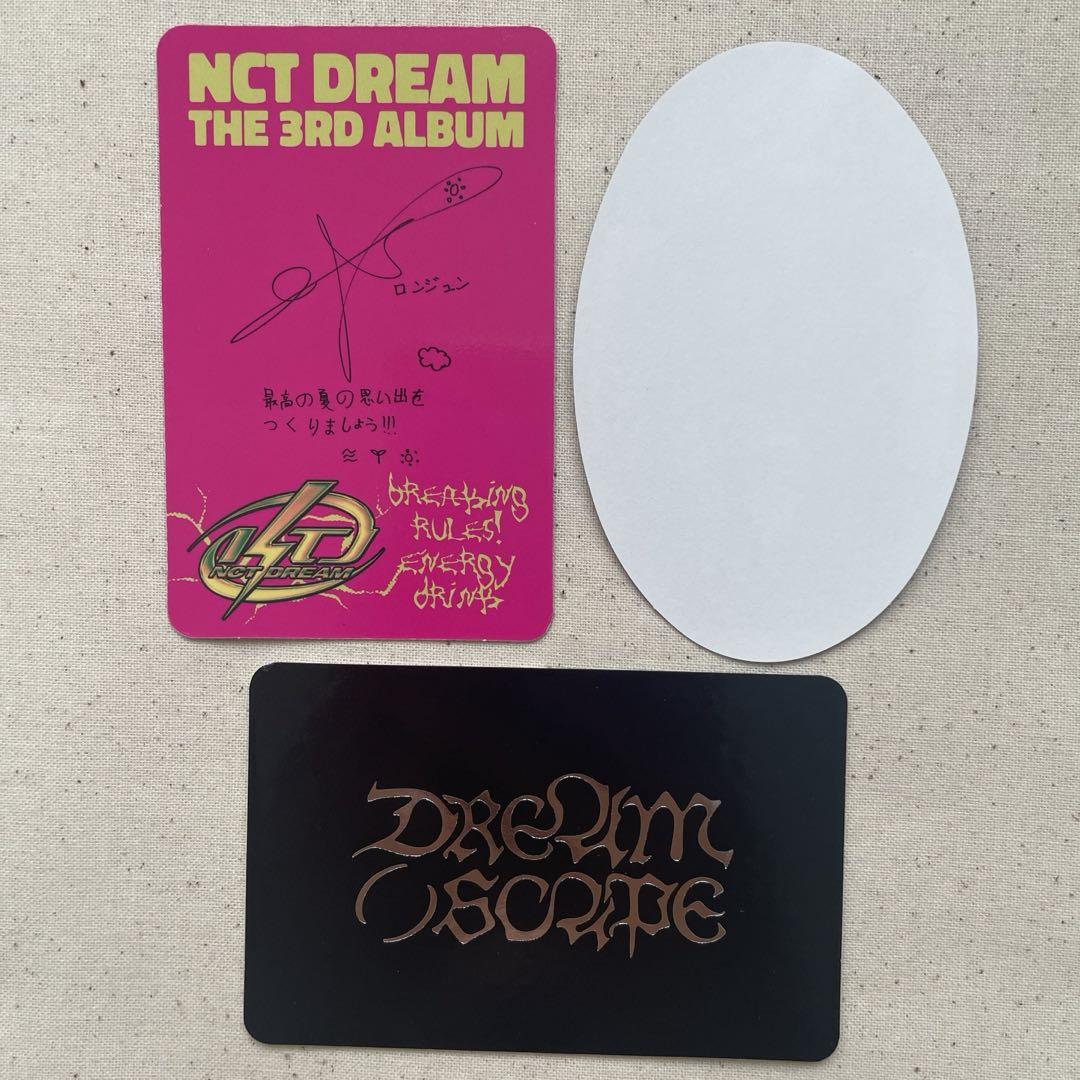 NCT DREAM
THE 3RD ALBUM
ロンジュン
最高の夏の思い出を
つくりましょう!!!
ISTJ
NCT DREAM
BREAKING
RULES!
ENERGY
DRINK
DREAM
()SCAPE